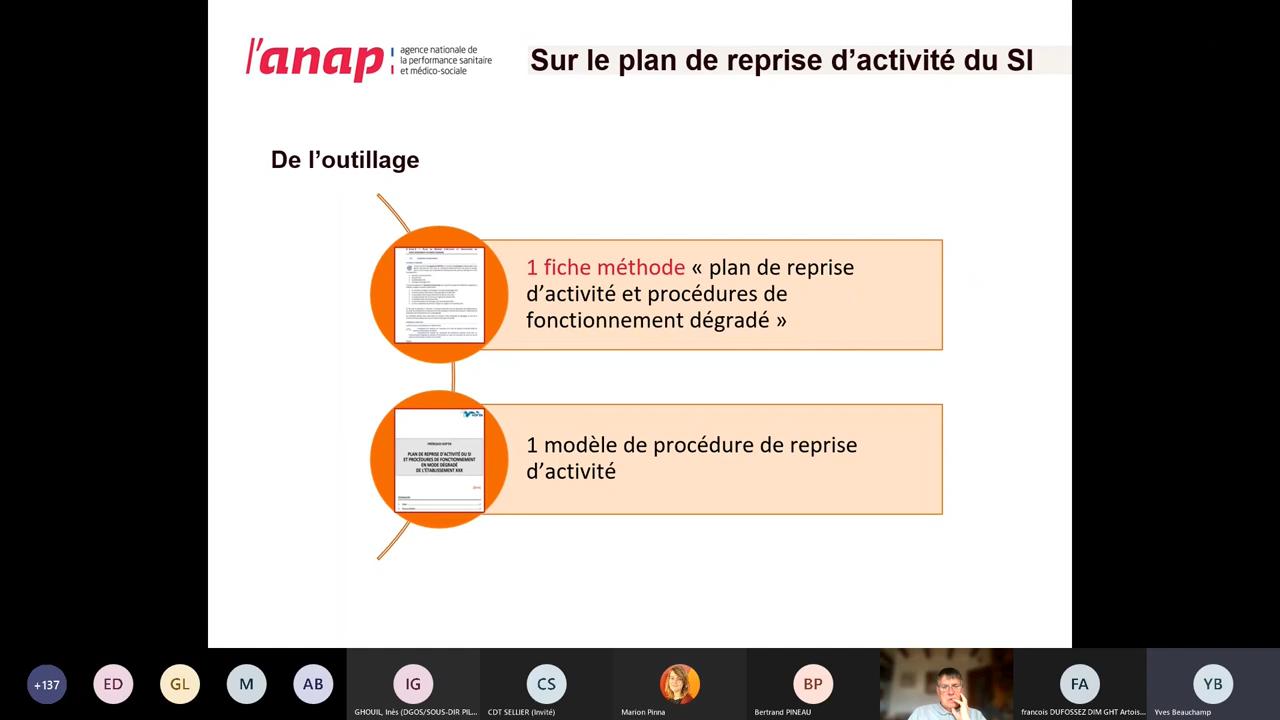 l'anap
agence nationale de
la performance sanitaire
et médico-sociale
Sur le plan de reprise d’activité du SI
De l’outillage
1 fiche méthode « plan de reprise
d’activité et procédures de
fonctionnement dégradé »
PLAN DE REPRISE D'ACTIVITÉ DU SI
ET PROCÉDURES DE FONCTIONNEMENT
EN MODE DÉGRADÉ
DE L'ÉTABLISSEMENT XXX
1 modèle de procédure de reprise
d’activité
+137
ED
GL
M
AB
IG
CS
BP
FA
YB
GHOUIL, Inès (DGOS/SOUS-DIR PIL...
CDT SELLIER (Invité)
Marion Pinna
Bertrand PINEAU
francois DUFOSSEZ DIM GHT Artois...
Yves Beauchamp